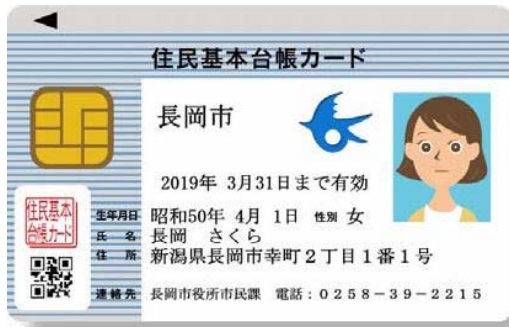 住民基本台帳カード
長岡市
2019年 3月31日まで有効
生年月日 昭和50年 4月 1日 性別 女
氏名 長岡 さくら
住所 新潟県長岡市幸町2丁目1番1号
連絡先 長岡市役所市民課 電話:0258-39-2215
住民基本
台帳カード